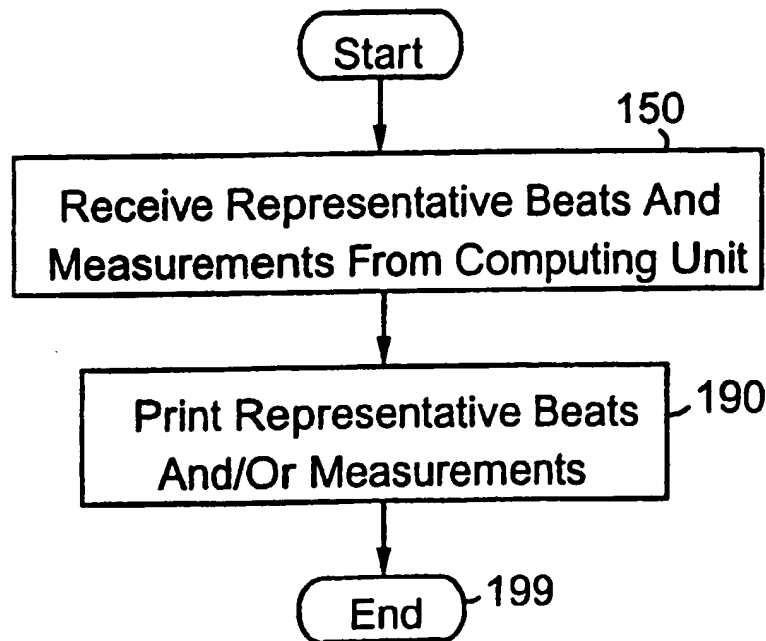 Start
150
Receive Representative Beats And
Measurements From Computing Unit
Print Representative Beats
And/Or Measurements
190
End
199